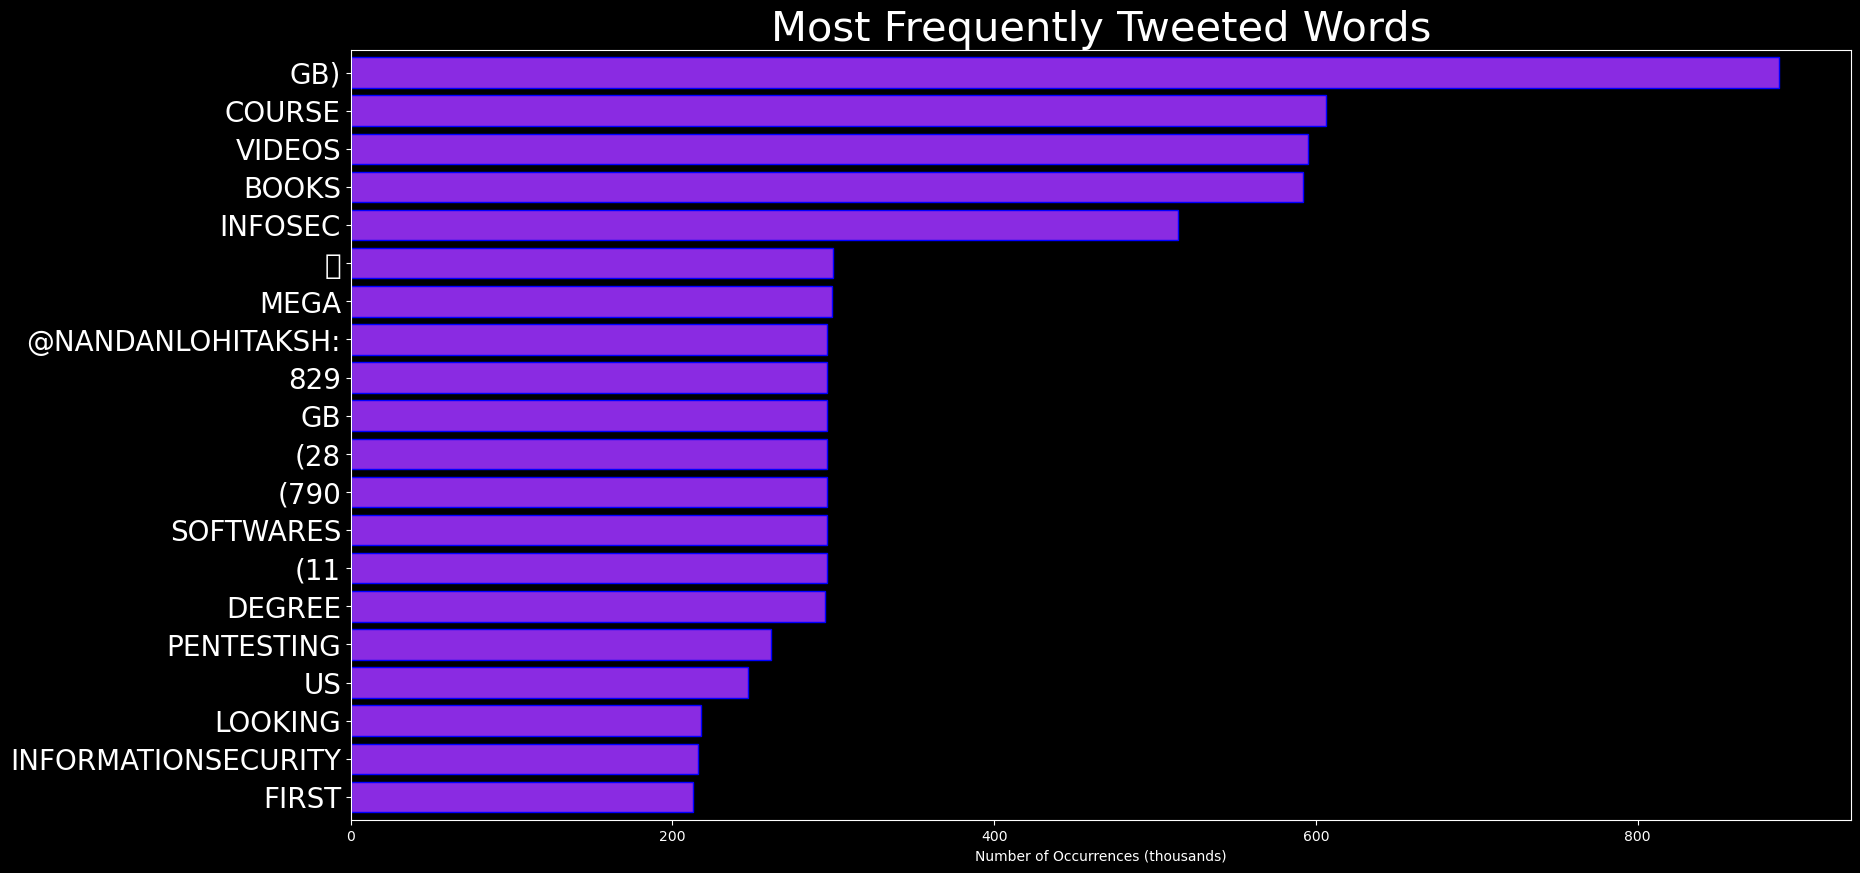 Most Frequently Tweeted Words
GB)
COURSE
VIDEOS
BOOKS
INFOSEC
MEGA
@NANDANLOHITAKSH:
829
GB
(28
(790
SOFTWARES
(11
DEGREE
PENTESTING
US
LOOKING
INFORMATIONSECURITY
FIRST
0 200 400 600 800
Number of Occurrences (thousands)